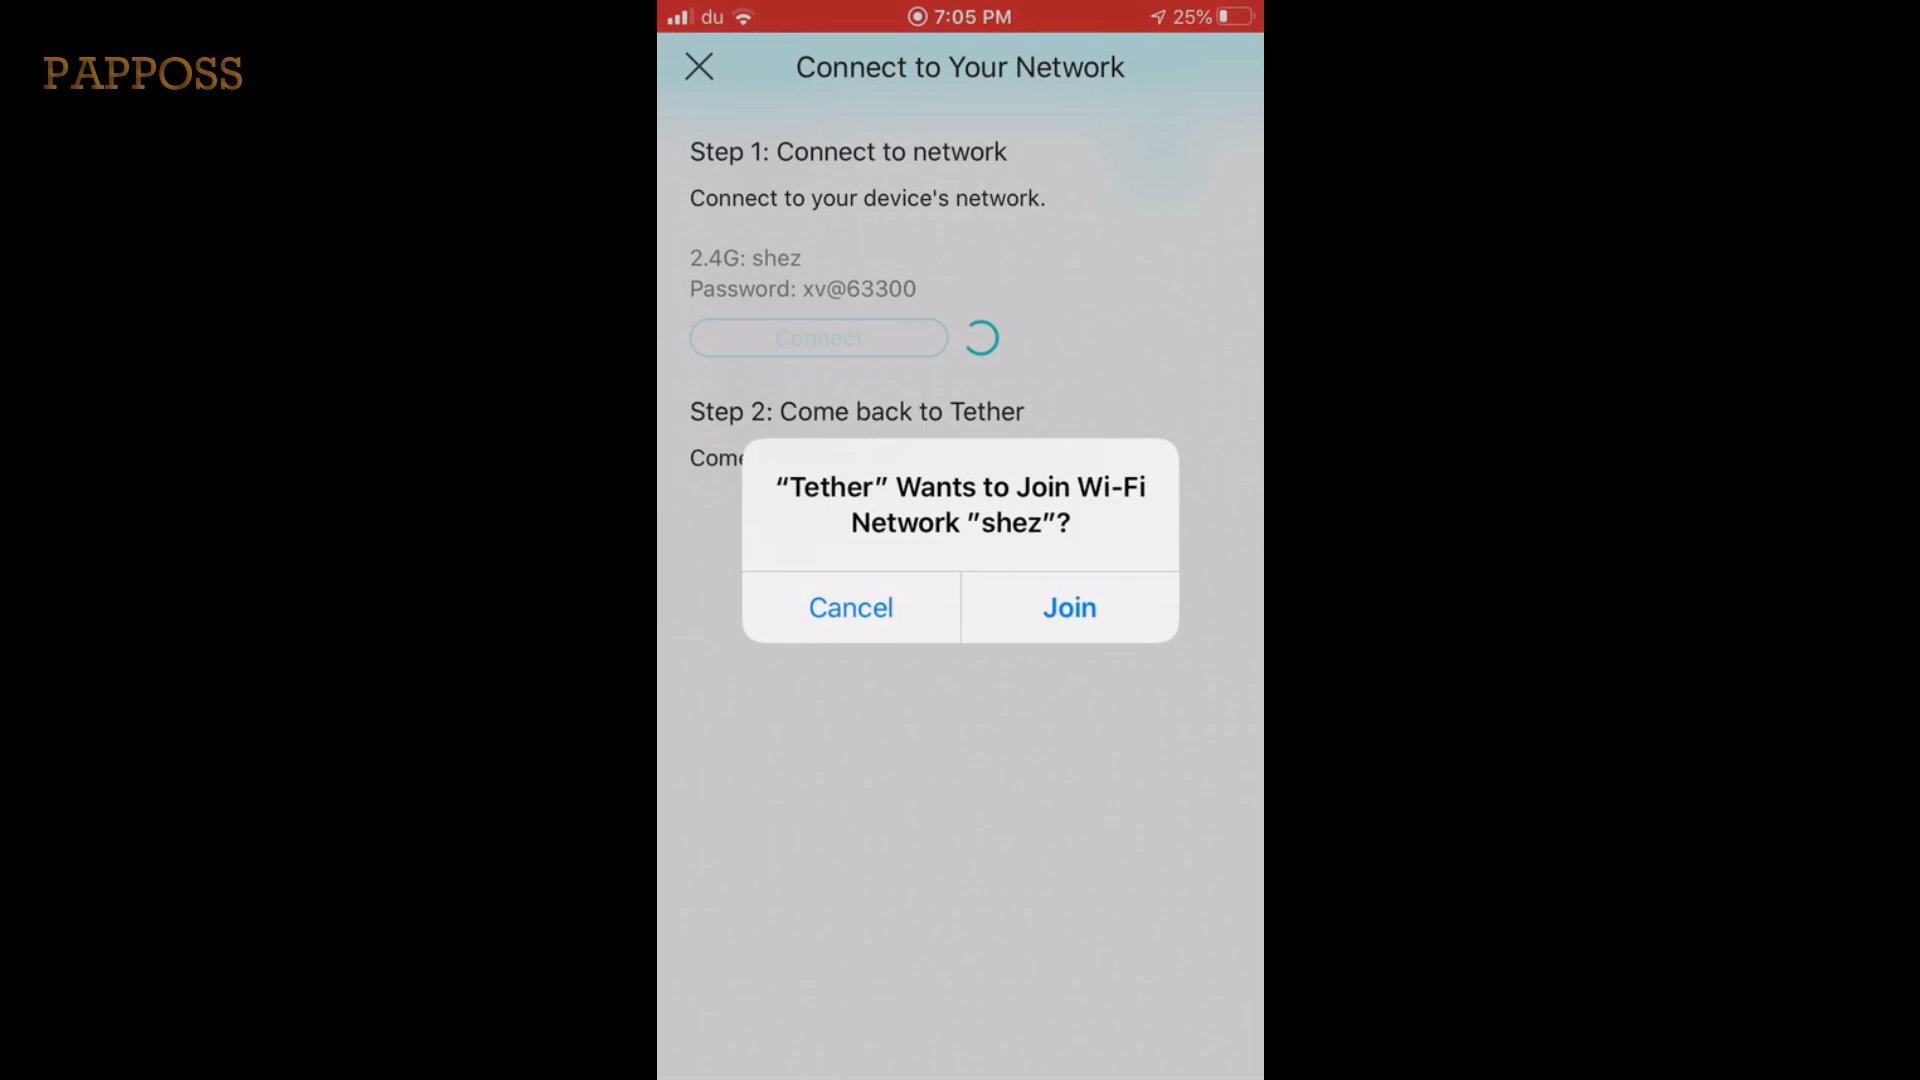 PAPPOSS
du 7:05 PM 25%
Connect to Your Network
Step 1: Connect to network
Connect to your device's network.
2.4G: shez
Password: xv@63300
Connect
Step 2: Come back to Tether
Come
“Tether” Wants to Join Wi-Fi
Network ”shez”?
Cancel Join